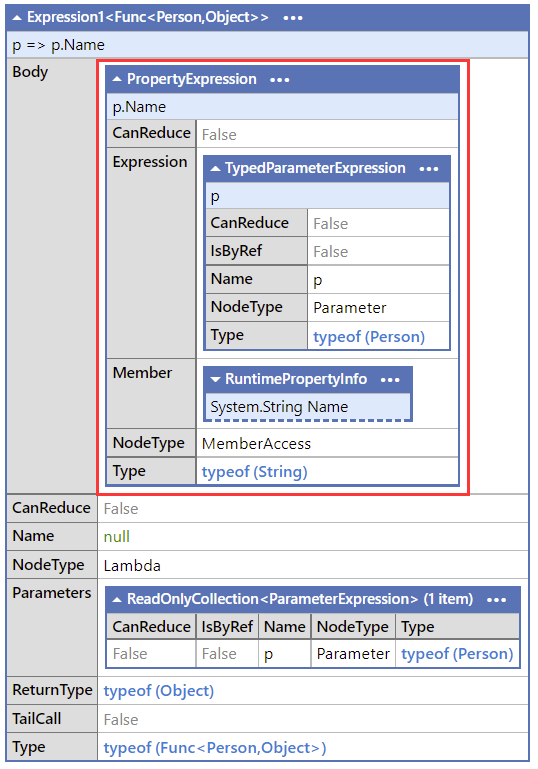 Expression1<Func<Person,Object>> •••
p => p.Name
Body
PropertyExpression •••
p.Name
CanReduce False
Expression
TypedParameterExpression •••
p
CanReduce False
IsByRef False
Name p
NodeType Parameter
Type typeof (Person)
Member
RuntimePropertyInfo •••
System.String Name
NodeType MemberAccess
Type typeof (String)
CanReduce False
Name null
NodeType Lambda
Parameters
ReadOnlyCollection<ParameterExpression> (1 item) •••
CanReduce IsByRef Name NodeType Type
False False p Parameter typeof (Person)
ReturnType typeof (Object)
TailCall False
Type typeof (Func<Person,Object>)